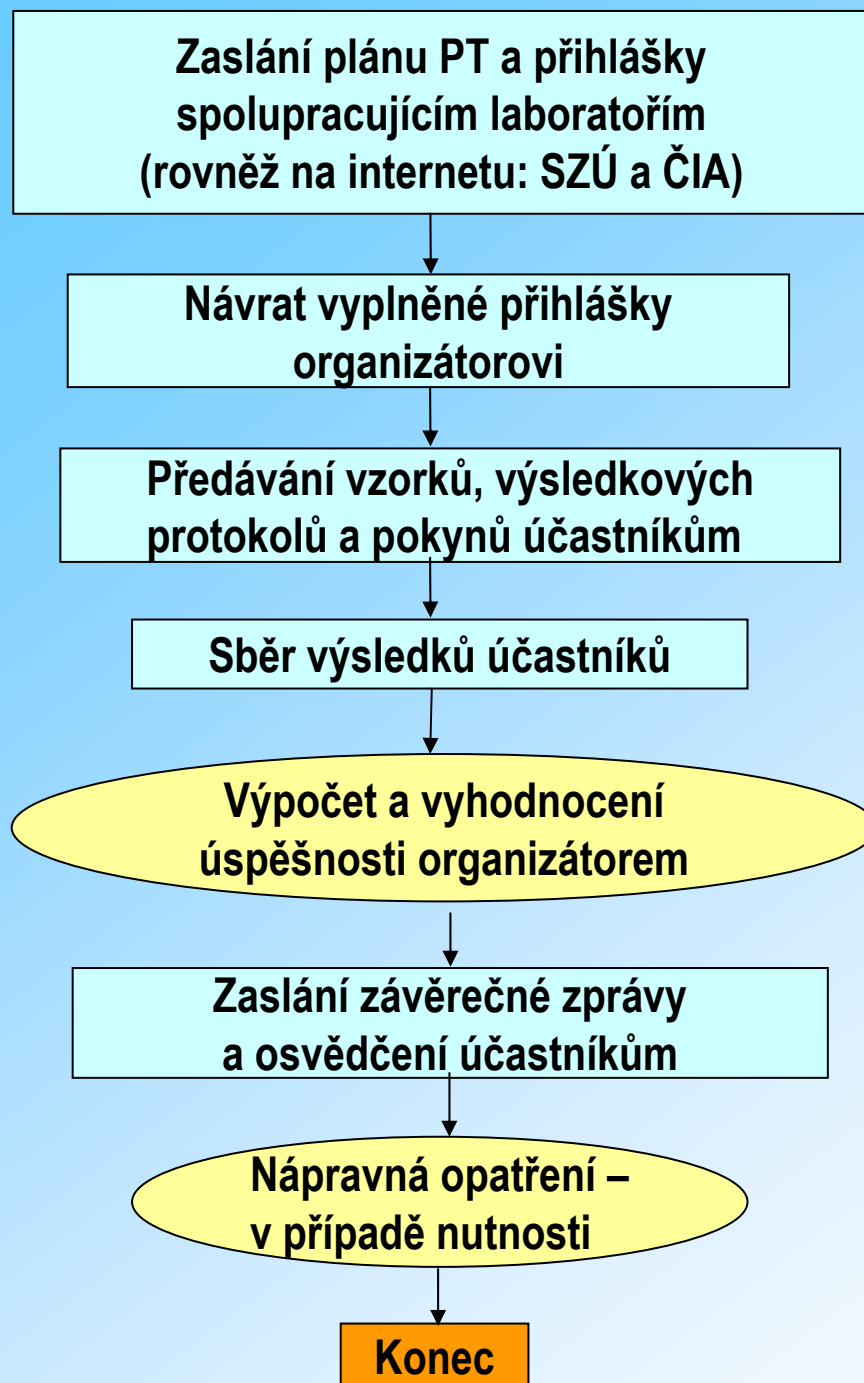 Zaslání plánu PT a přihlášky
spolupracujícím laboratořím
(rovněž na internetu: SZÚ a ČIA)
Návrat vyplněné přihlášky
organizátorovi
Předávání vzorků, výsledkových
protokolů a pokynů účastníkům
Sběr výsledků účastníků
Výpočet a vyhodnocení
úspěšnosti organizátorem
Zaslání závěrečné zprávy
a osvědčení účastníkům
Nápravná opatření –
v případě nutnosti
Konec